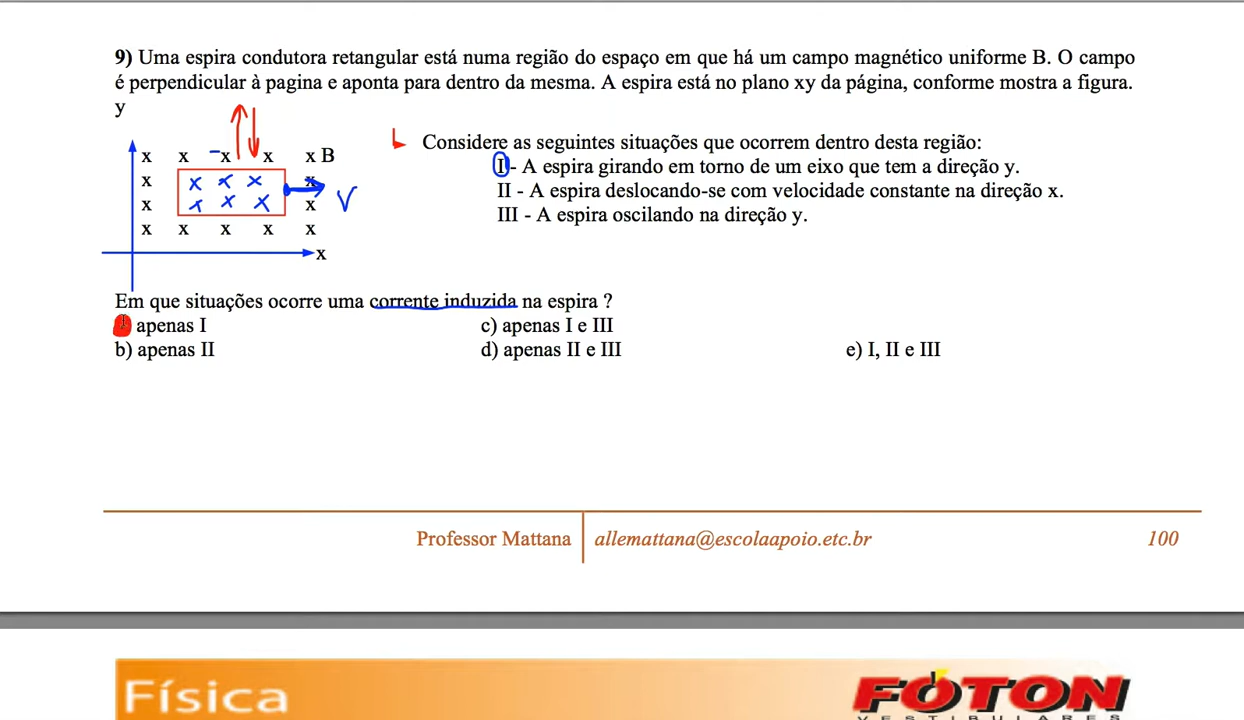 9) Uma espira condutora retangular está numa região do espaço em que há um campo magnético uniforme B. O campo
é perpendicular à pagina e aponta para dentro da mesma. A espira está no plano xy da página, conforme mostra a figura.
y
Considere as seguintes situações que ocorrem dentro desta região:
x x x x x B
I - A espira girando em torno de um eixo que tem a direção y.
x x x x x
II - A espira deslocando-se com velocidade constante na direção x.
x x x x x V
III - A espira oscilando na direção y.
x x x x x
x
Em que situações ocorre uma corrente induzida na espira ?
apenas I
c) apenas I e III
b) apenas II
d) apenas II e III
e) I, II e III
Professor Mattana
allemattana@escolaapoio.etc.br
100
Física
FÓTON
VESTIBULARES